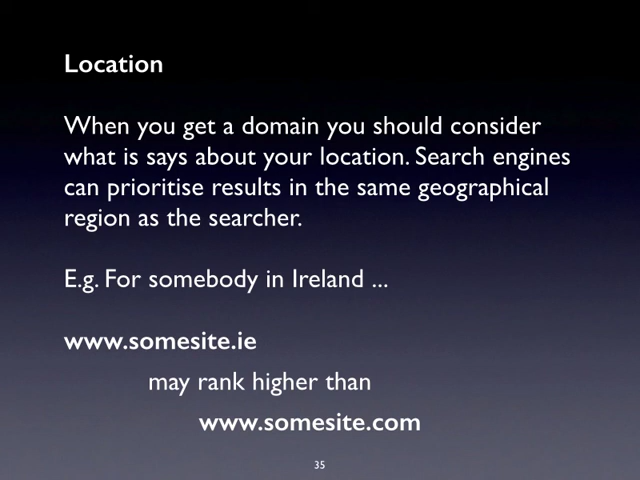 Location
When you get a domain you should consider
what is says about your location. Search engines
can prioritise results in the same geographical
region as the searcher.
E.g. For somebody in Ireland ...
www.somesite.ie
may rank higher than
www.somesite.com
35